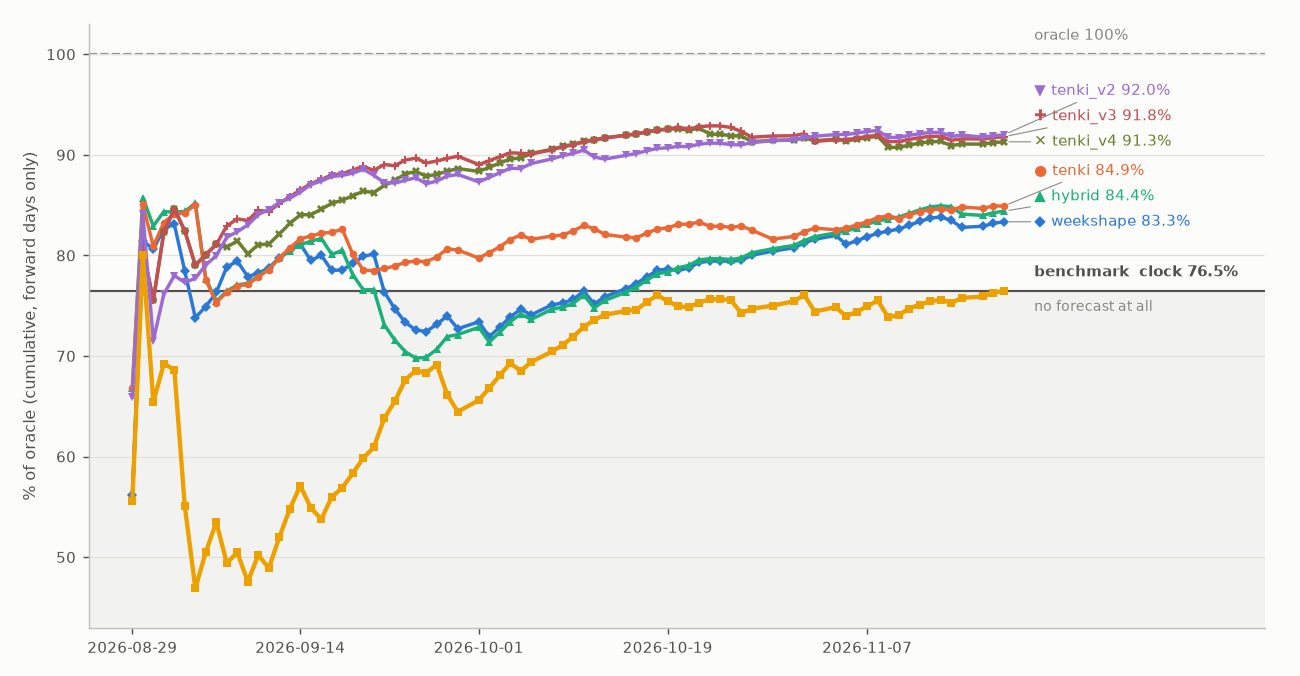 oracle 100%
100
90
80
70
60
50
% of oracle (cumulative, forward days only)
tenki_v2 92.0%
tenki_v3 91.8%
tenki_v4 91.3%
tenki 84.9%
hybrid 84.4%
weekshape 83.3%
benchmark clock 76.5%
no forecast at all
2026-08-29
2026-09-14
2026-10-01
2026-10-19
2026-11-07